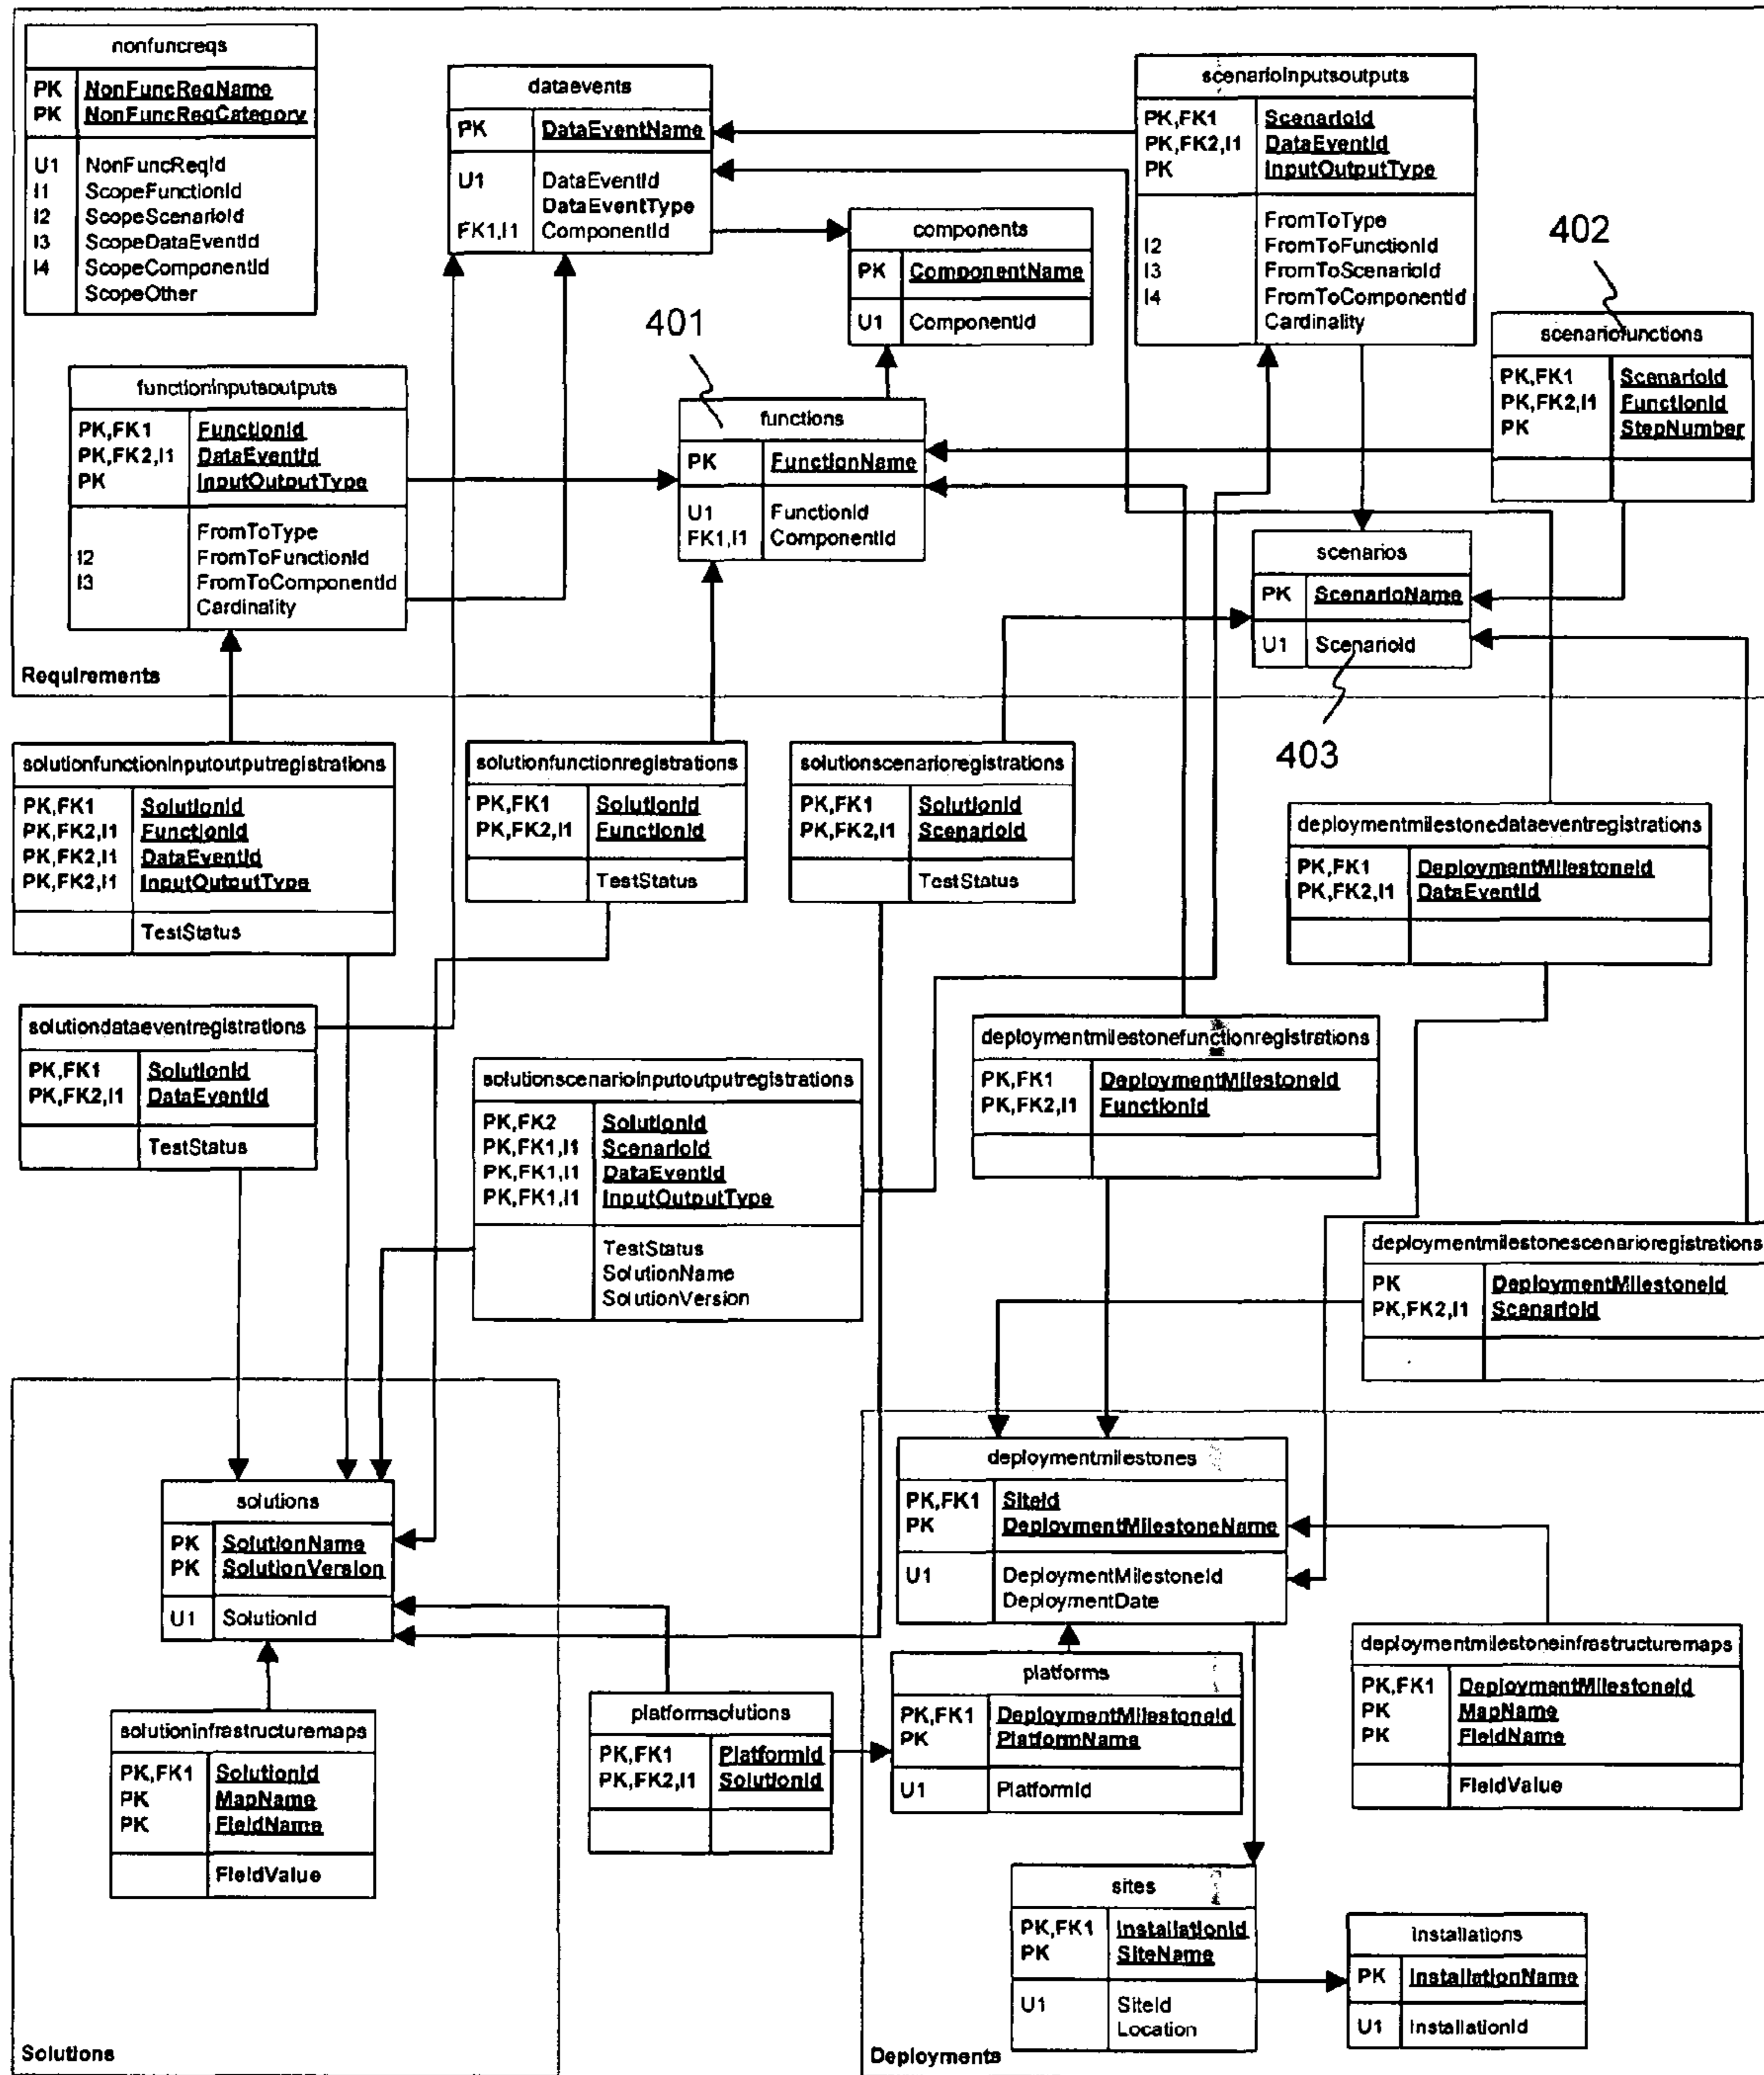 nonfuncreqs
PK NonFuncReqName
PK NonFuncReqCategory
U1 NonFuncReqId
I1 ScopeFunctionId
I2 ScopeScenarioId
I3 ScopeDataEventId
I4 ScopeComponentId
ScopeOther
dataevents
PK DataEventName
U1 DataEventId
DataEventType
FK1,I1 ComponentId
scenarioinputsoutputs
PK,FK1 ScenarioId
PK,FK2,I1 DataEventId
PK InputOutputType
FromToType
I2 FromToFunctionId
I3 FromToScenarioId
I4 FromToComponentId
Cardinality
components
PK ComponentName
U1 ComponentId
402
scenariofunctions
PK,FK1 ScenarioId
PK,FK2,I1 FunctionId
PK StepNumber
401
functioninputsoutputs
PK,FK1 FunctionId
PK,FK2,I1 DataEventId
PK InputOutputType
FromToType
I2 FromToFunctionId
I3 FromToComponentId
Cardinality
functions
PK FunctionName
U1 FunctionId
FK1,I1 ComponentId
scenarios
PK ScenarioName
U1 ScenarioId
403
Requirements
solutionfunctioninputoutputregistrations
PK,FK1 SolutionId
PK,FK2,I1 FunctionId
PK,FK2,I1 DataEventId
PK,FK2,I1 InputOutputType
TestStatus
solutionfunctionregistrations
PK,FK1 SolutionId
PK,FK2,I1 FunctionId
TestStatus
solutionscenarioregistrations
PK,FK1 SolutionId
PK,FK2,I1 ScenarioId
TestStatus
deploymentmilestonedataeventregistrations
PK,FK1 DeploymentMilestoneId
PK,FK2,I1 DataEventId
solutiondataeventregistrations
PK,FK1 SolutionId
PK,FK2,I1 DataEventId
TestStatus
solutionscenarioinputoutputregistrations
PK,FK2 SolutionId
PK,FK1,I1 ScenarioId
PK,FK1,I1 DataEventId
PK,FK1,I1 InputOutputType
TestStatus
SolutionName
SolutionVersion
deploymentmilestonefunctionregistrations
PK,FK1 DeploymentMilestoneId
PK,FK2,I1 FunctionId
deploymentmilestonescenarioregistrations
PK DeploymentMilestoneId
PK,FK2,I1 ScenarioId
solutions
PK SolutionName
PK SolutionVersion
U1 SolutionId
deploymentmilestones
PK,FK1 SiteId
PK DeploymentMilestoneName
U1 DeploymentMilestoneId
DeploymentDate
solutioninfrastructuremaps
PK,FK1 SolutionId
PK MapName
PK FieldName
FieldValue
platformsolutions
PK,FK1 PlatformId
PK,FK2,I1 SolutionId
platforms
PK,FK1 DeploymentMilestoneId
PK PlatformName
U1 PlatformId
deploymentmilestoneinfrastructuremaps
PK,FK1 DeploymentMilestoneId
PK MapName
PK FieldName
FieldValue
sites
PK,FK1 InstallationId
PK SiteName
U1 SiteId
Location
installations
PK InstallationName
U1 InstallationId
Solutions
Deployments